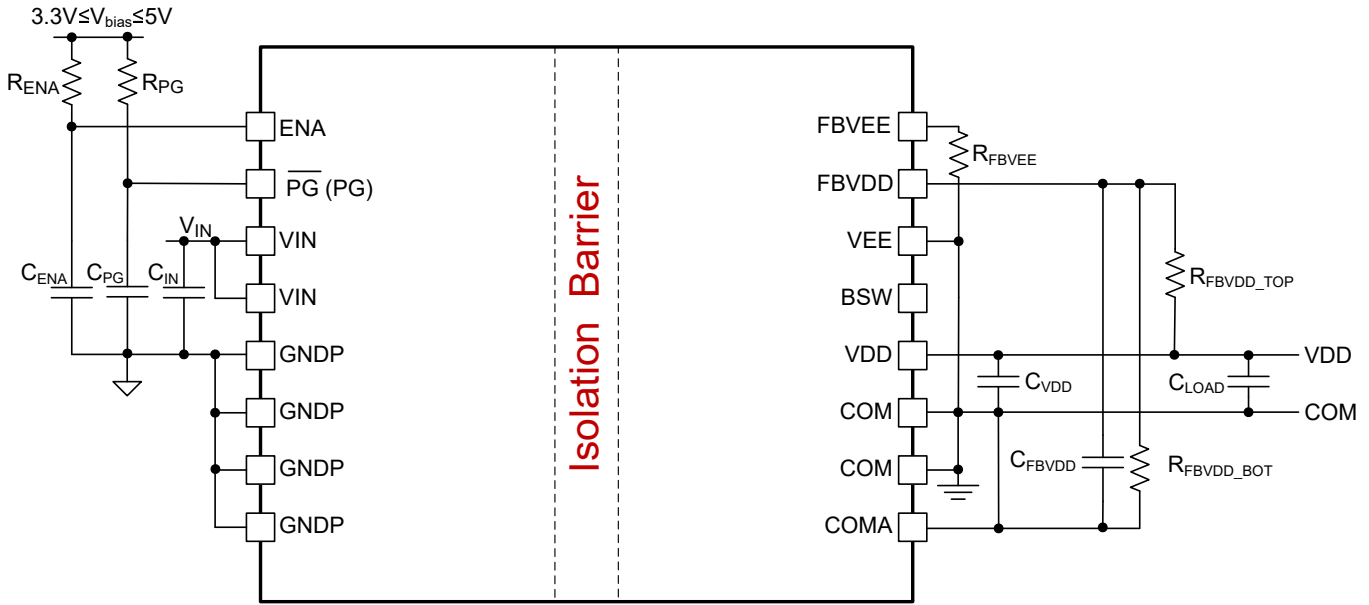 3.3V≤Vbias≤5V
RENA
RPG
ENA
PG (PG)
VIN
VIN
VIN
CENA
CPG
CIN
GNDP
GNDP
GNDP
GNDP
Isolation Barrier
FBVEE
FBVDD
VEE
BSW
VDD
COM
COM
COMA
RFBVEE
RFBVDD_TOP
CVDD
CLOAD
VDD
COM
CFBVDD
RFBVDD_BOT